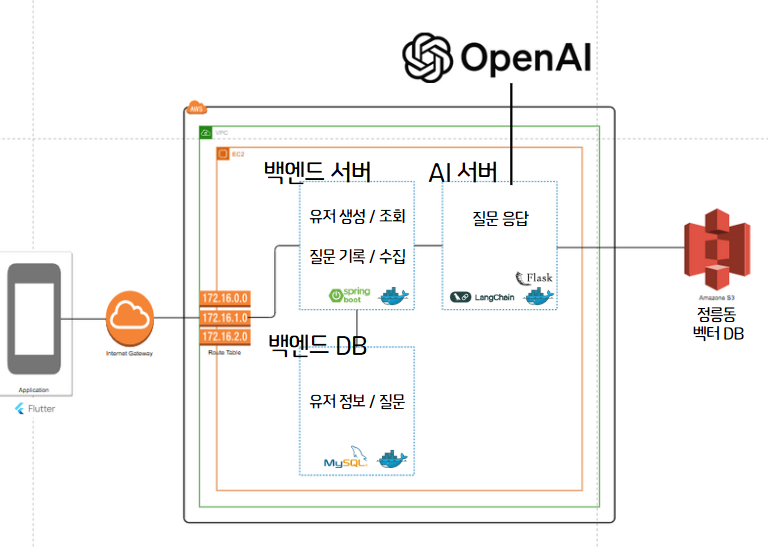 OpenAI
AWS
VPC
EC2
백엔드 서버
AI 서버
유저 생성 / 조회
질문 기록 / 수집
spring
boot
질문 응답
Flask
LangChain
172.16.0.0
172.16.1.0
172.16.2.0
Route Table
Internet Gateway
Application
Flutter
Amazone S3
정릉동
벡터 DB
백엔드 DB
유저 정보 / 질문
MySQL